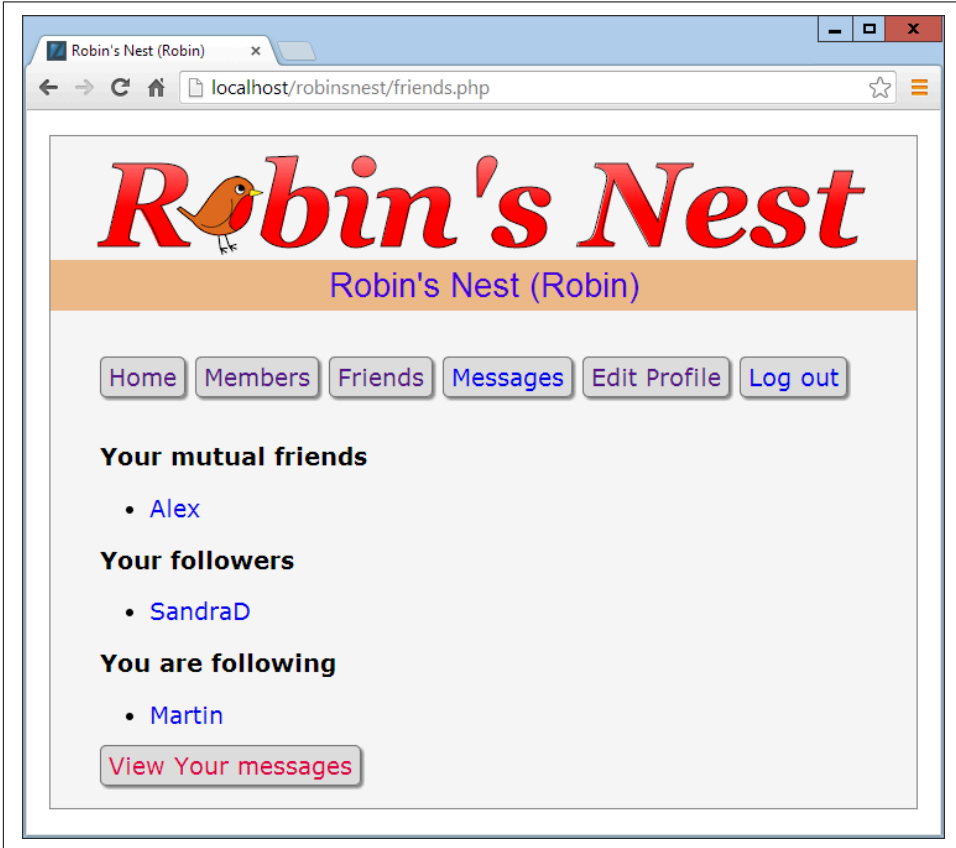 Robin's Nest (Robin)
localhost/robinsnest/friends.php
Robin's Nest
Robin's Nest (Robin)
Home Members Friends Messages Edit Profile Log out
Your mutual friends
• Alex
Your followers
• SandraD
You are following
• Martin
View Your messages